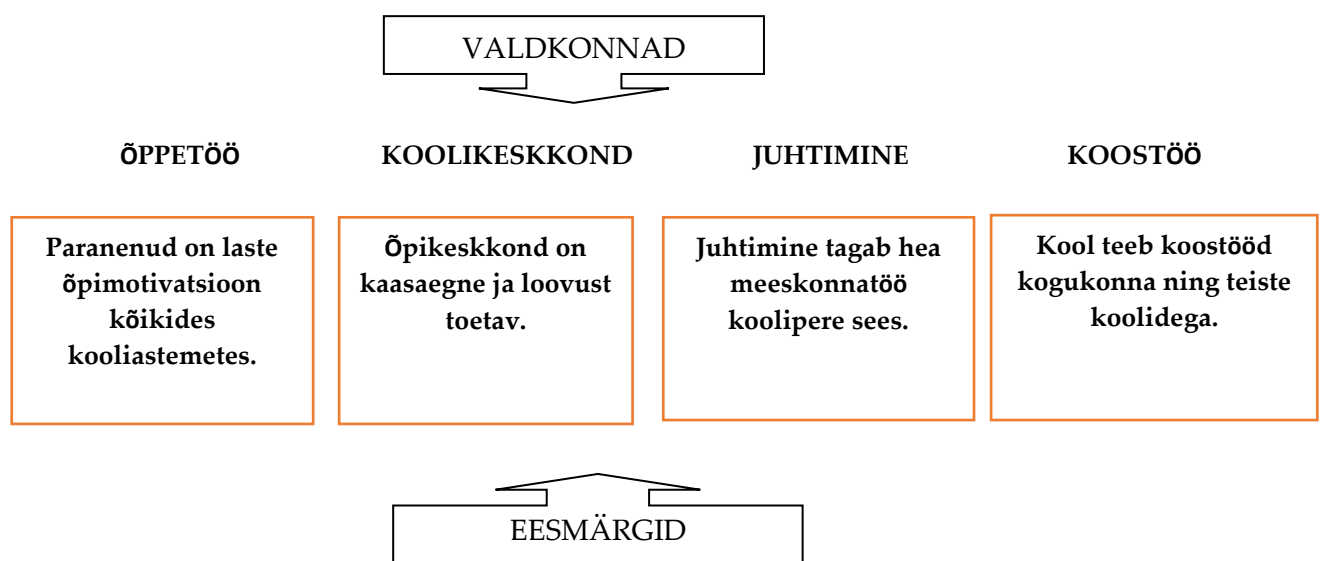 VALDKONNAD
ÕPPETÖÖ
KOOLIKESKKOND
JUHTIMINE
KOOSTÖÖ
Paranenud on laste
õpimotivatsioon
kõikides
kooliastemetes.
Õpikeskkond on
kaasaegne ja loovust
toetav.
Juhtimine tagab hea
meeskonnatöö
koolipere sees.
Kool teeb koostööd
kogukonna ning teiste
koolidega.
EESMÄRGID